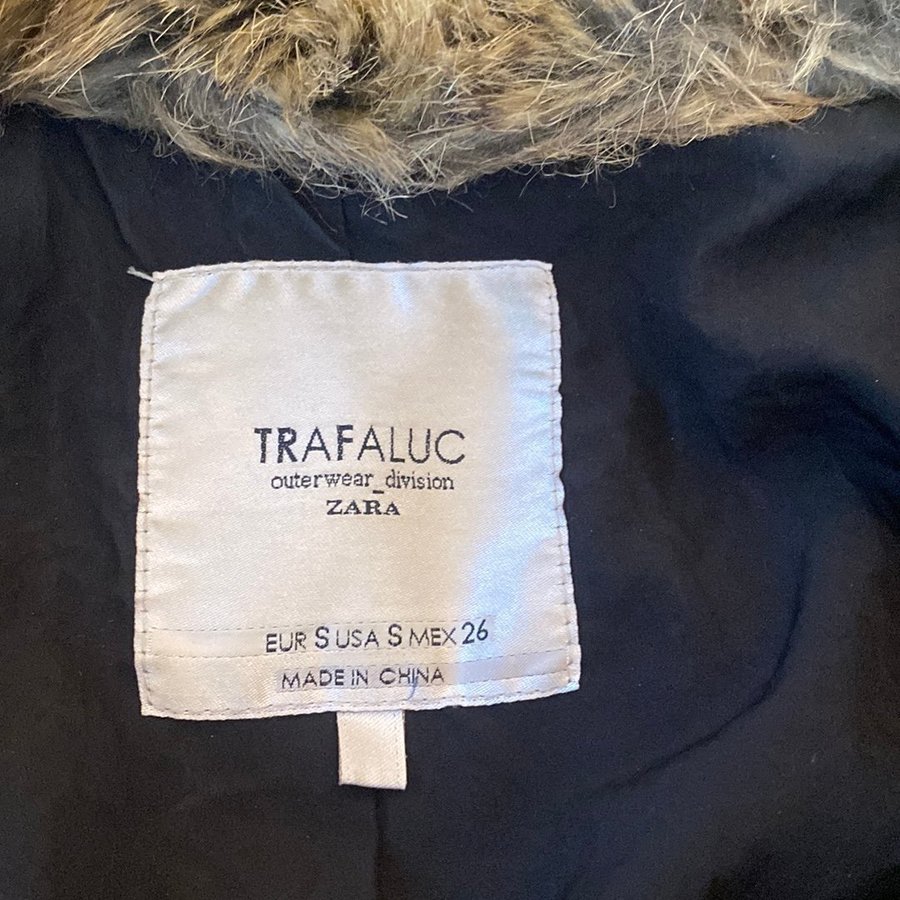 TRAFALUC
outerwear_division
ZARA
EUR S USA S MEX 26
MADE IN CHINA